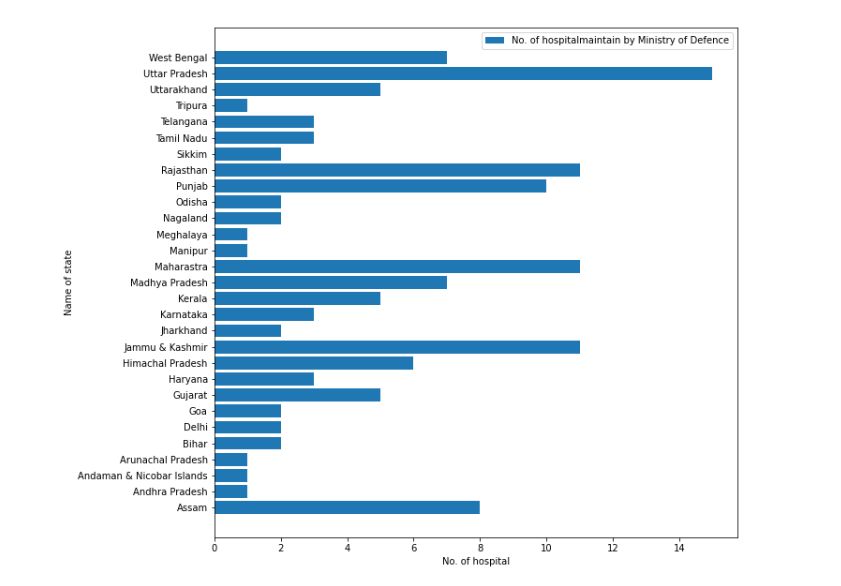 No. of hospitalmaintain by Ministry of Defence
West Bengal
Uttar Pradesh
Uttarakhand
Tripura
Telangana
Tamil Nadu
Sikkim
Rajasthan
Punjab
Odisha
Nagaland
Meghalaya
Manipur
Maharastra
Madhya Pradesh
Kerala
Karnataka
Jharkhand
Jammu & Kashmir
Himachal Pradesh
Haryana
Gujarat
Goa
Delhi
Bihar
Arunachal Pradesh
Andaman & Nicobar Islands
Andhra Pradesh
Assam
Name of state
0 2 4 6 8 10 12 14
No. of hospital